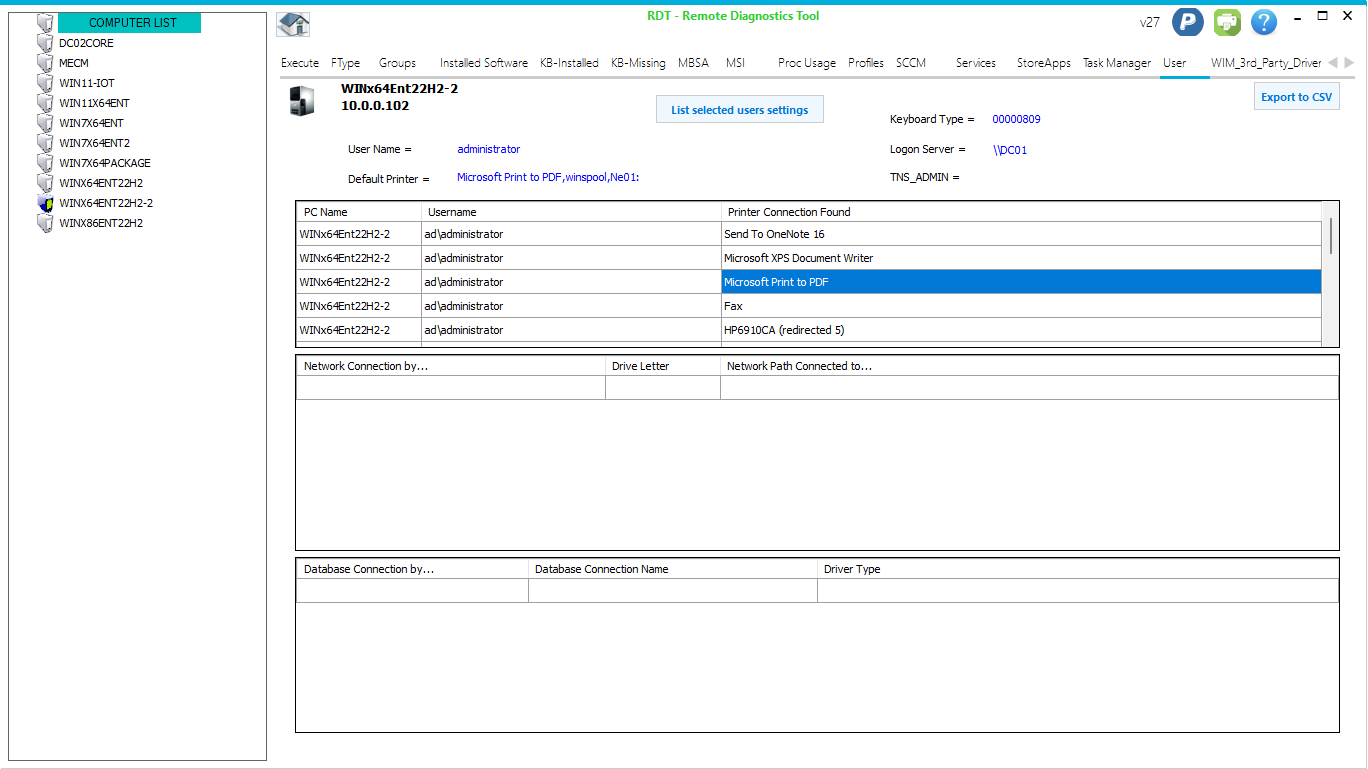 COMPUTER LIST
DC02CORE
MECM
WIN11-IOT
WIN11X64ENT
WIN7X64ENT
WIN7X64ENT2
WIN7X64PACKAGE
WINX64ENT22H2
WINX64ENT22H2-2
WINX86ENT22H2
RDT - Remote Diagnostics Tool
v27
P
?
Execute FType Groups Installed Software KB-Installed KB-Missing MBSA MSI Proc Usage Profiles SCCM Services StoreApps Task Manager User WIM_3rd_Party_Driver
WINx64Ent22H2-2
10.0.0.102
List selected users settings
Export to CSV
Keyboard Type = 00000809
User Name = administrator
Logon Server = \\DC01
Default Printer = Microsoft Print to PDF,winspool,Ne01:
TNS_ADMIN =
PC Name Username Printer Connection Found
WINx64Ent22H2-2 ad\administrator Send To OneNote 16
WINx64Ent22H2-2 ad\administrator Microsoft XPS Document Writer
WINx64Ent22H2-2 ad\administrator Microsoft Print to PDF
WINx64Ent22H2-2 ad\administrator Fax
WINx64Ent22H2-2 ad\administrator HP6910CA (redirected 5)
Network Connection by... Drive Letter Network Path Connected to...
Database Connection by... Database Connection Name Driver Type